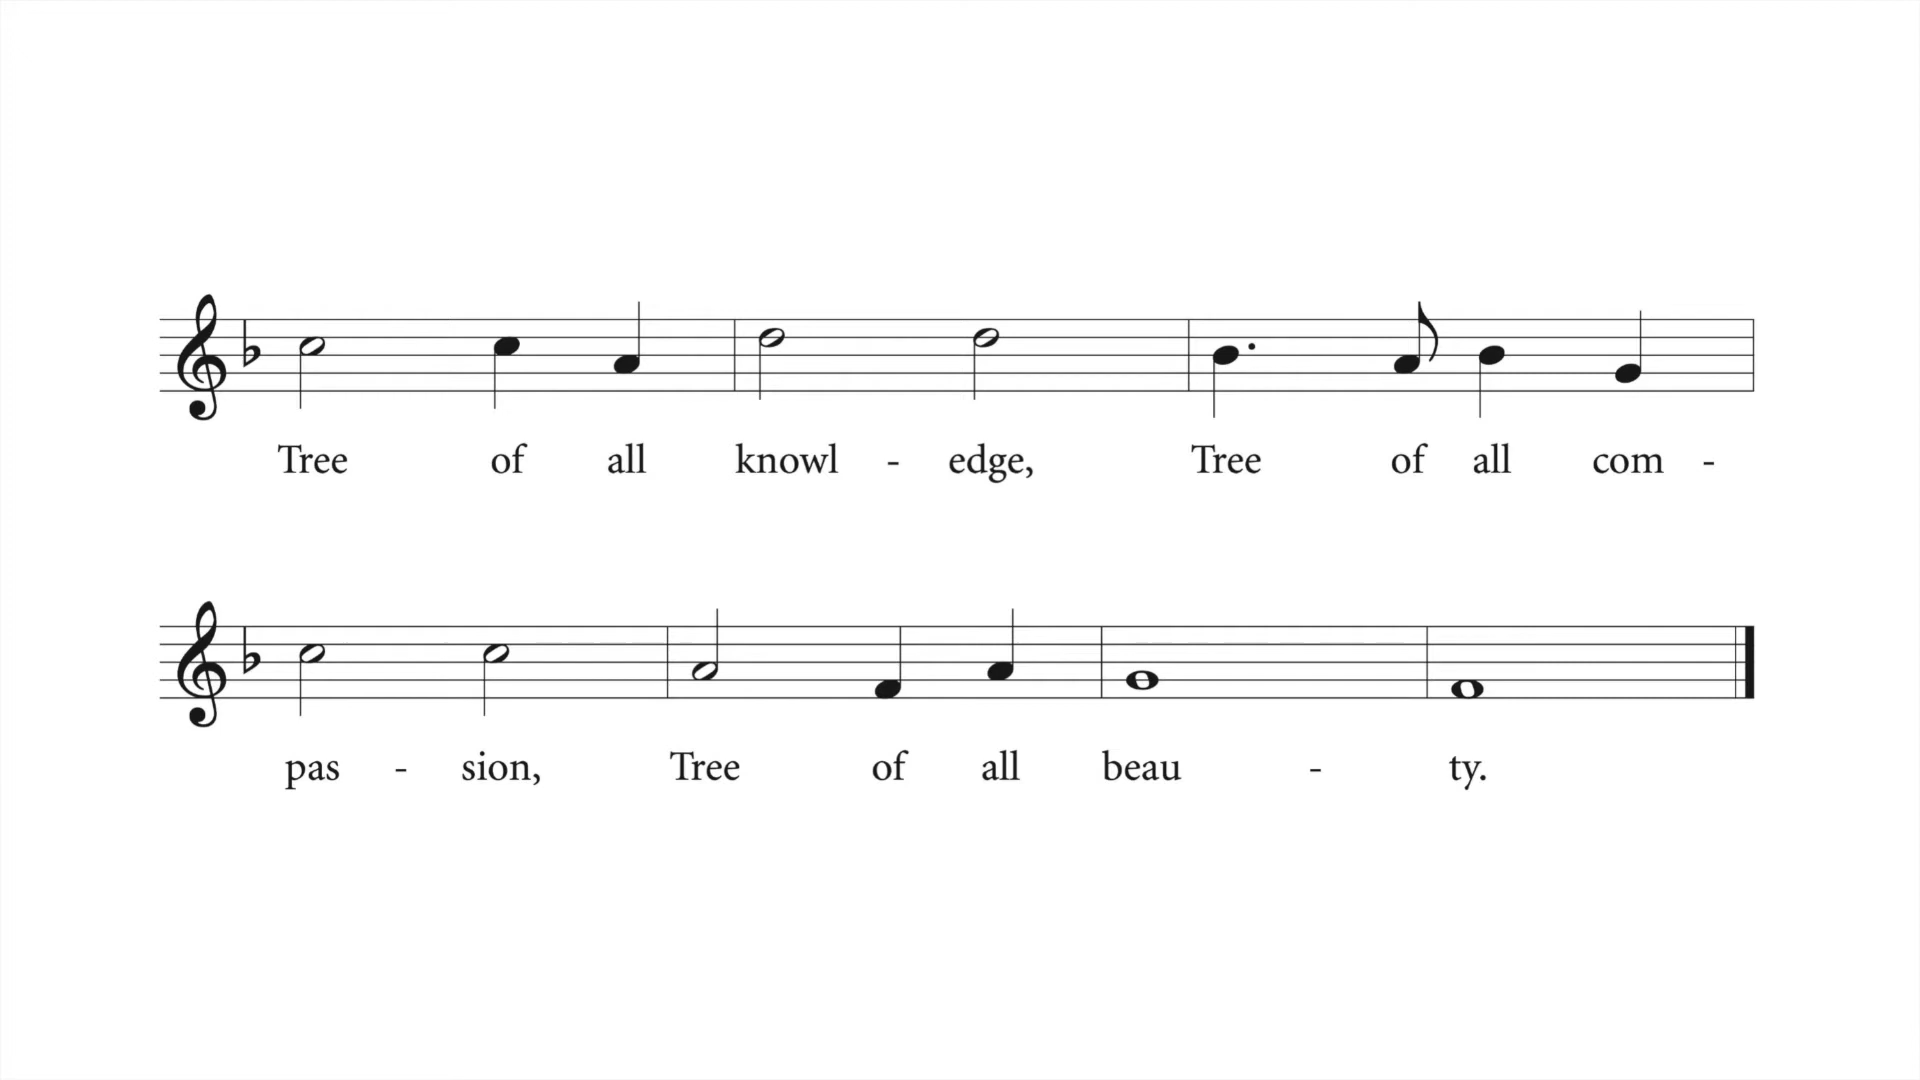 Tree of all knowl - edge, Tree of all com -
pas - sion, Tree of all beau - ty.